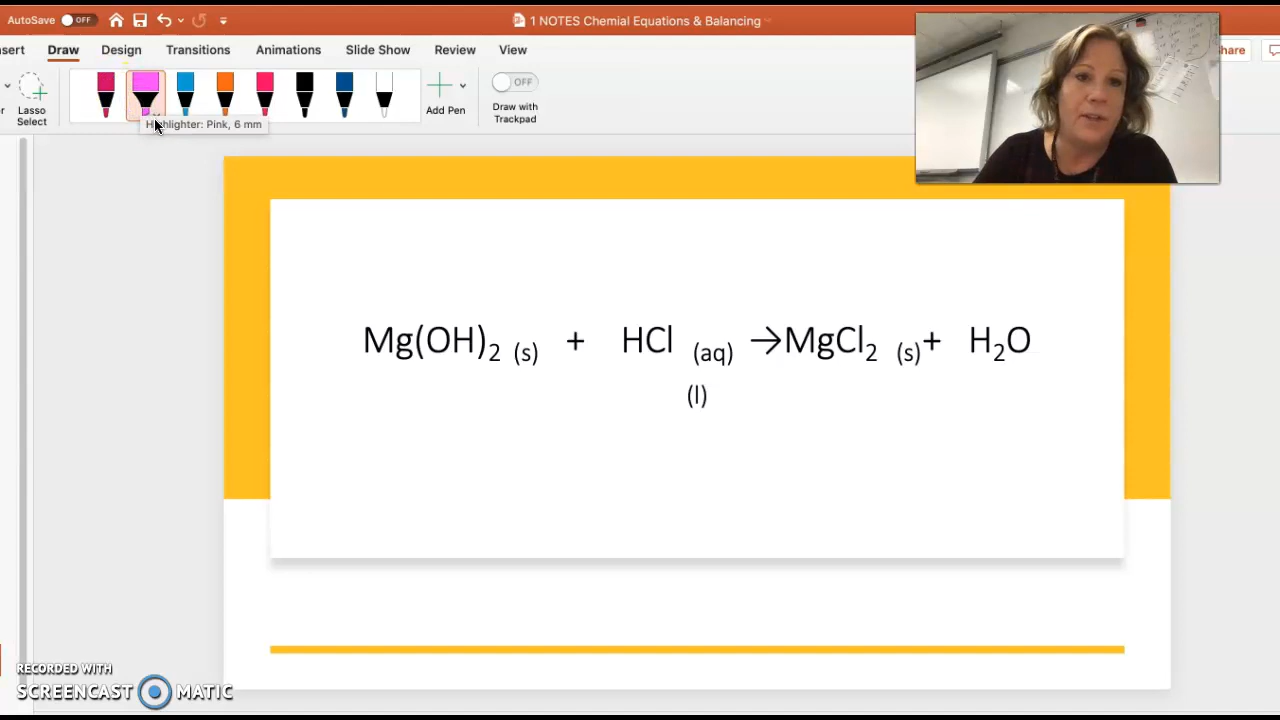 AutoSave OFF 1 NOTES Chemial Equations & Balancing
nsert Draw Design Transitions Animations Slide Show Review View hare
Lasso Select
Add Pen
OFF
Draw with Trackpad
Highlighter: Pink, 6 mm
Mg(OH)₂ (s) + HCl (aq) →MgCl₂ (s)+ H₂O
(l)
RECORDED WITH
SCREENCAST MATIC